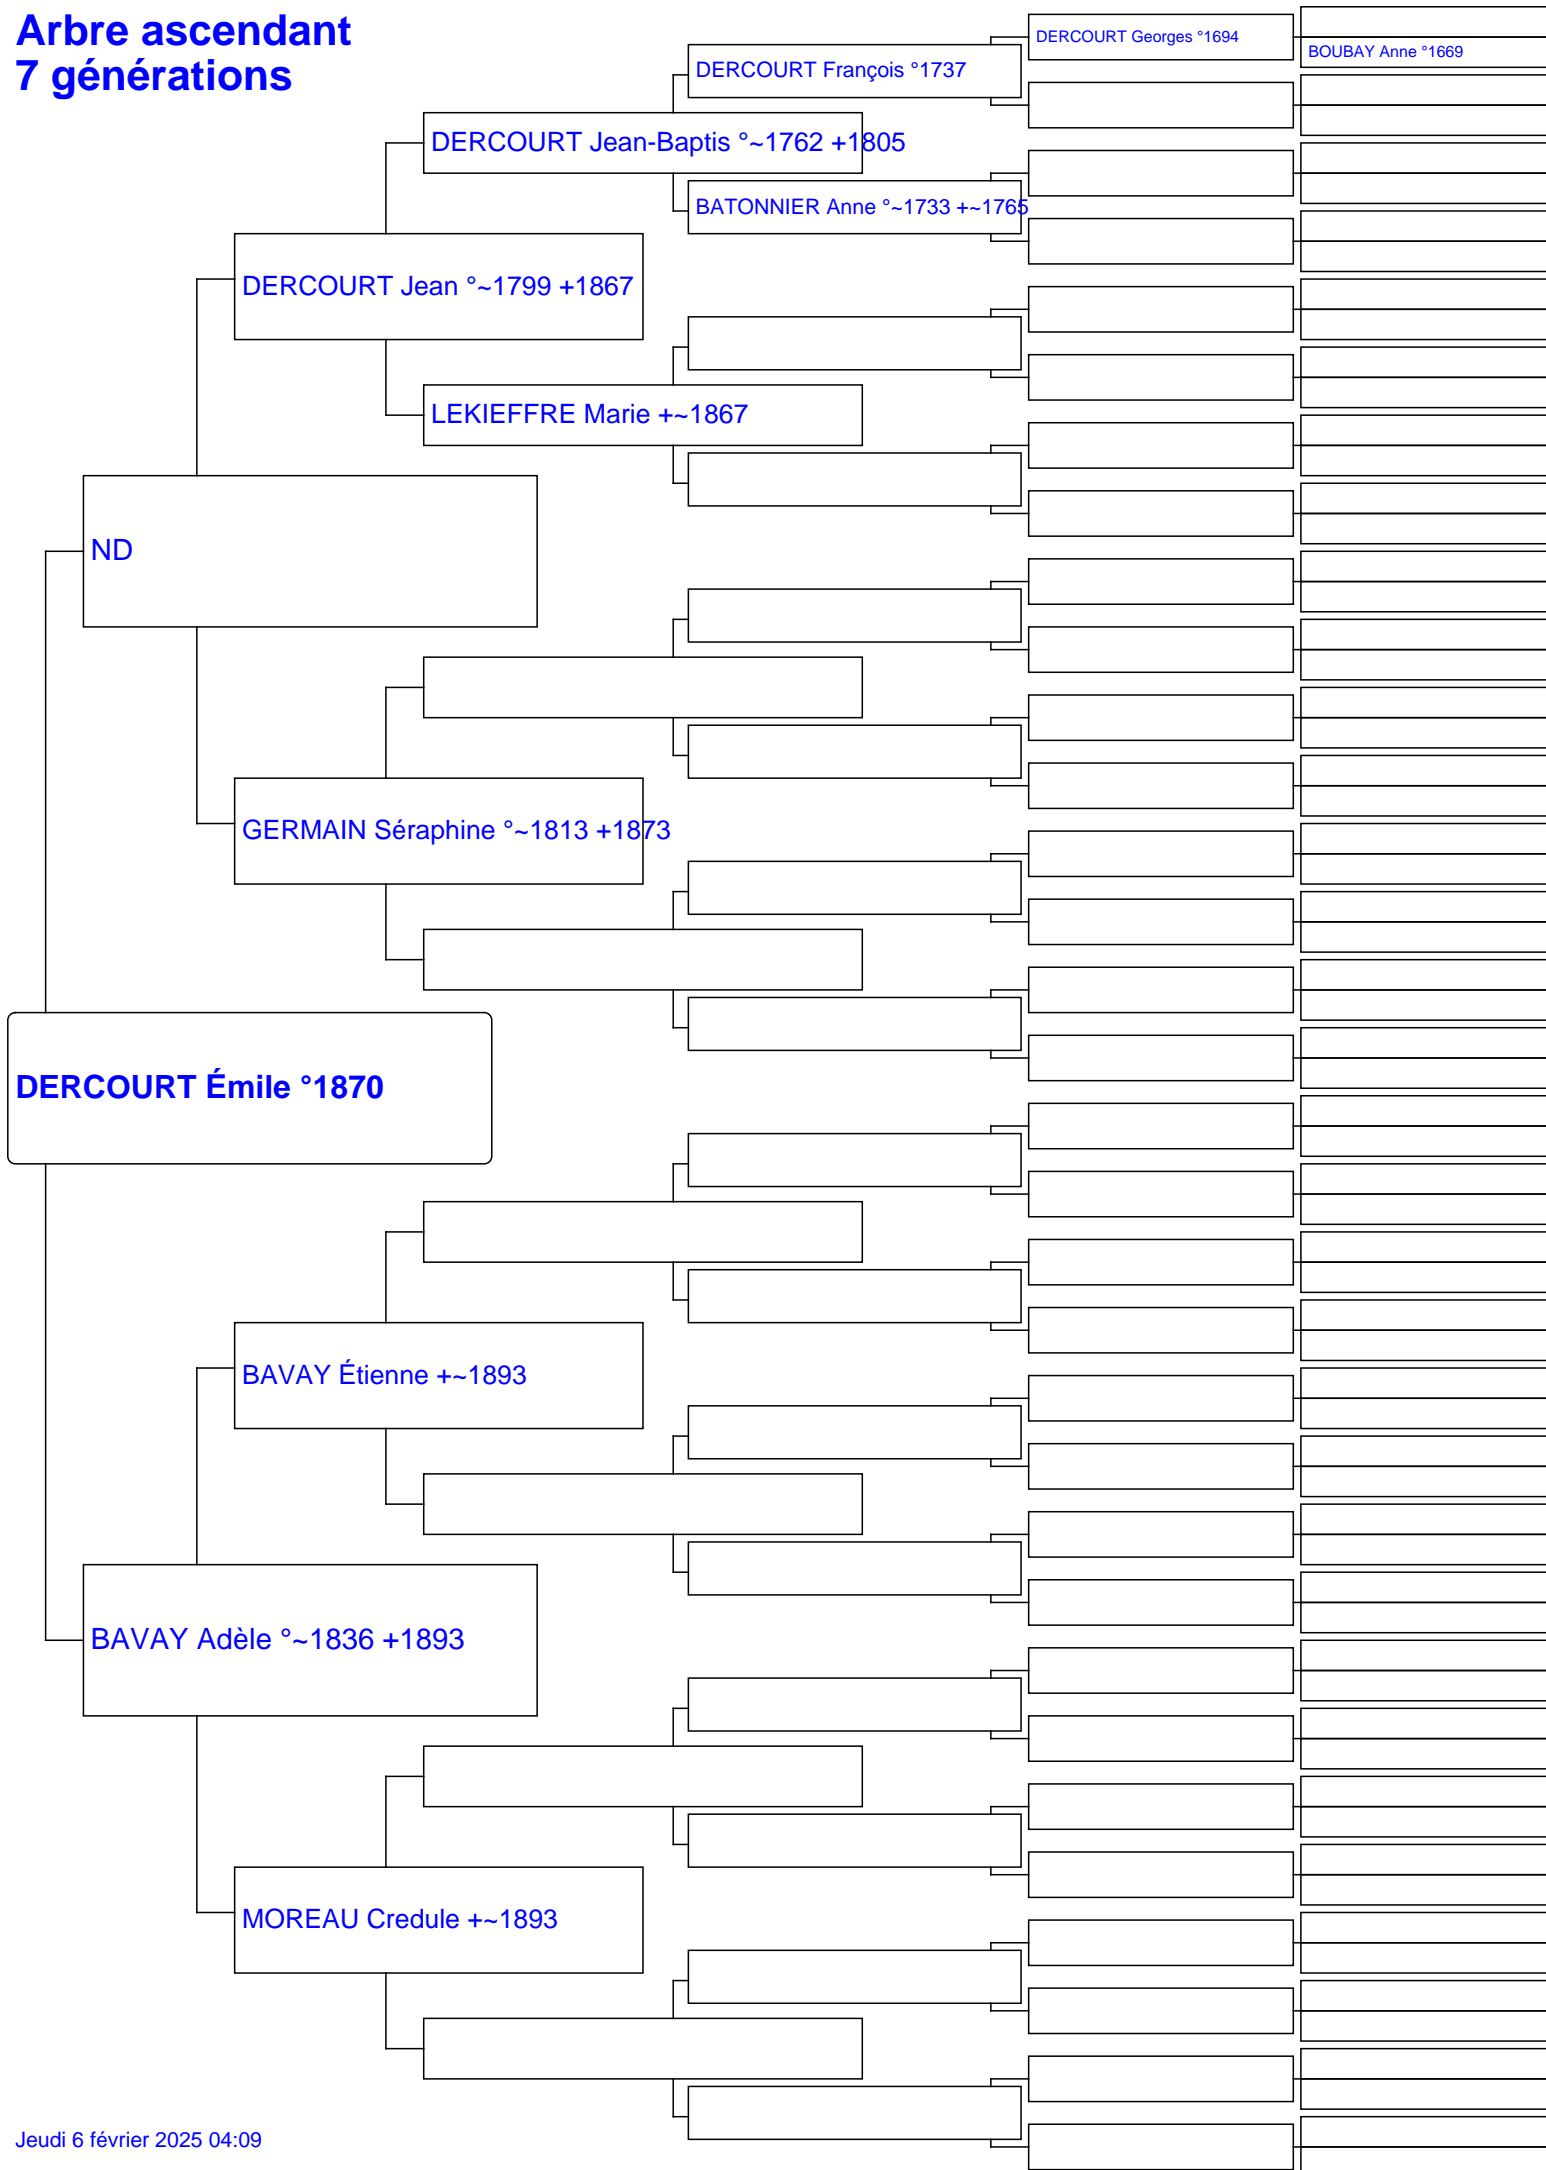 Arbre ascendant
7 générations
DERCOURT Georges °1694
BOUBAY Anne °1669
DERCOURT François °1737
DERCOURT Jean-Baptis °~1762 +1805
BATONNIER Anne °~1733 +~1765
DERCOURT Jean °~1799 +1867
LEKIEFFRE Marie +~1867
ND
GERMAIN Séraphine °~1813 +1873
DERCOURT Émile °1870
BAVAY Étienne +~1893
BAVAY Adèle °~1836 +1893
MOREAU Credule +~1893
Jeudi 6 février 2025 04:09